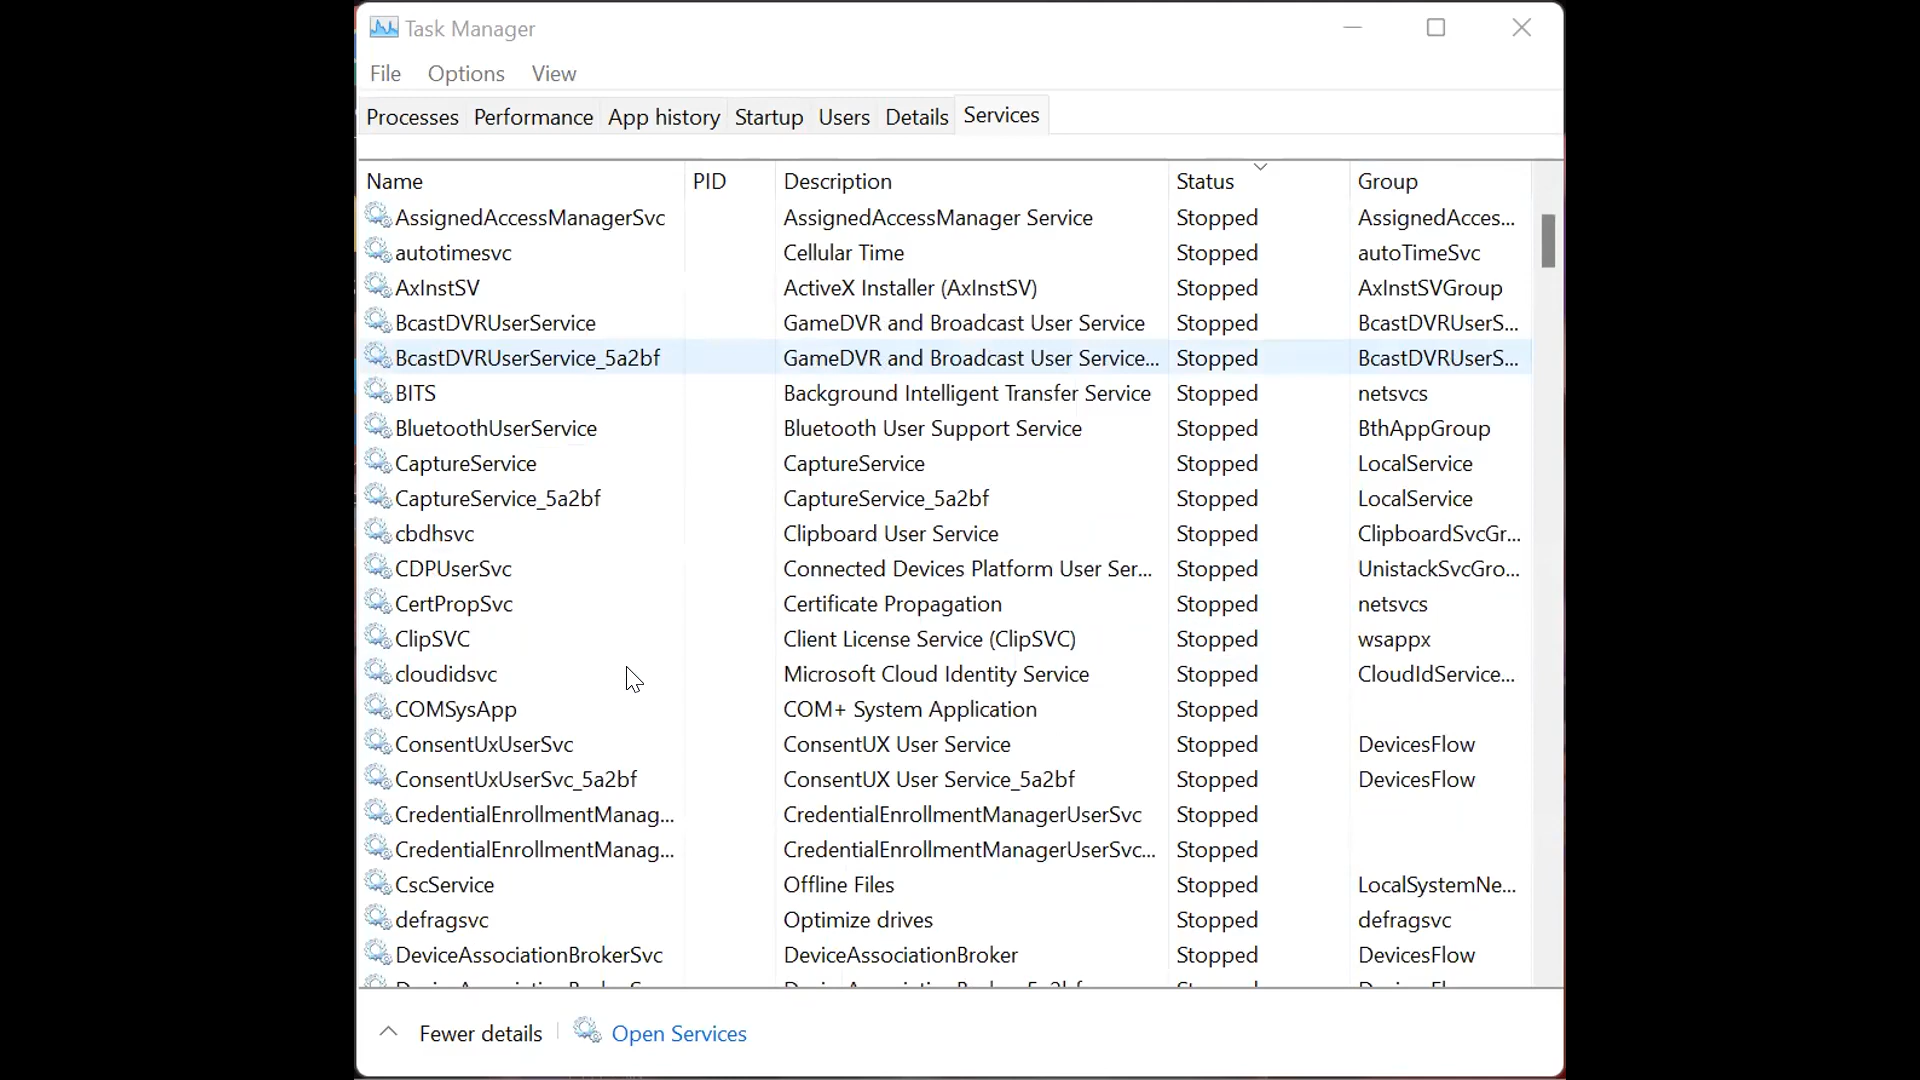 Task Manager
File Options View
Processes Performance App history Startup Users Details Services
Name PID Description Status Group
AssignedAccessManagerSvc AssignedAccessManager Service Stopped AssignedAcces...
autotimesvc Cellular Time Stopped autoTimeSvc
AxInstSV ActiveX Installer (AxInstSV) Stopped AxInstSVGroup
BcastDVRUserService GameDVR and Broadcast User Service Stopped BcastDVRUserS...
BcastDVRUserService_5a2bf GameDVR and Broadcast User Service... Stopped BcastDVRUserS...
BITS Background Intelligent Transfer Service Stopped netsvcs
BluetoothUserService Bluetooth User Support Service Stopped BthAppGroup
CaptureService CaptureService Stopped LocalService
CaptureService_5a2bf CaptureService_5a2bf Stopped LocalService
cbdhsvc Clipboard User Service Stopped ClipboardSvcGr...
CDPUserSvc Connected Devices Platform User Ser... Stopped UnistackSvcGro...
CertPropSvc Certificate Propagation Stopped netsvcs
ClipSVC Client License Service (ClipSVC) Stopped wsappx
cloudidsvc Microsoft Cloud Identity Service Stopped CloudIdService...
COMSysApp COM+ System Application Stopped
ConsentUxUserSvc ConsentUX User Service Stopped DevicesFlow
ConsentUxUserSvc_5a2bf ConsentUX User Service_5a2bf Stopped DevicesFlow
CredentialEnrollmentManag... CredentialEnrollmentManagerUserSvc Stopped
CredentialEnrollmentManag... CredentialEnrollmentManagerUserSvc... Stopped
CscService Offline Files Stopped LocalSystemNe...
defragsvc Optimize drives Stopped defragsvc
DeviceAssociationBrokerSvc DeviceAssociationBroker Stopped DevicesFlow
Fewer details Open Services